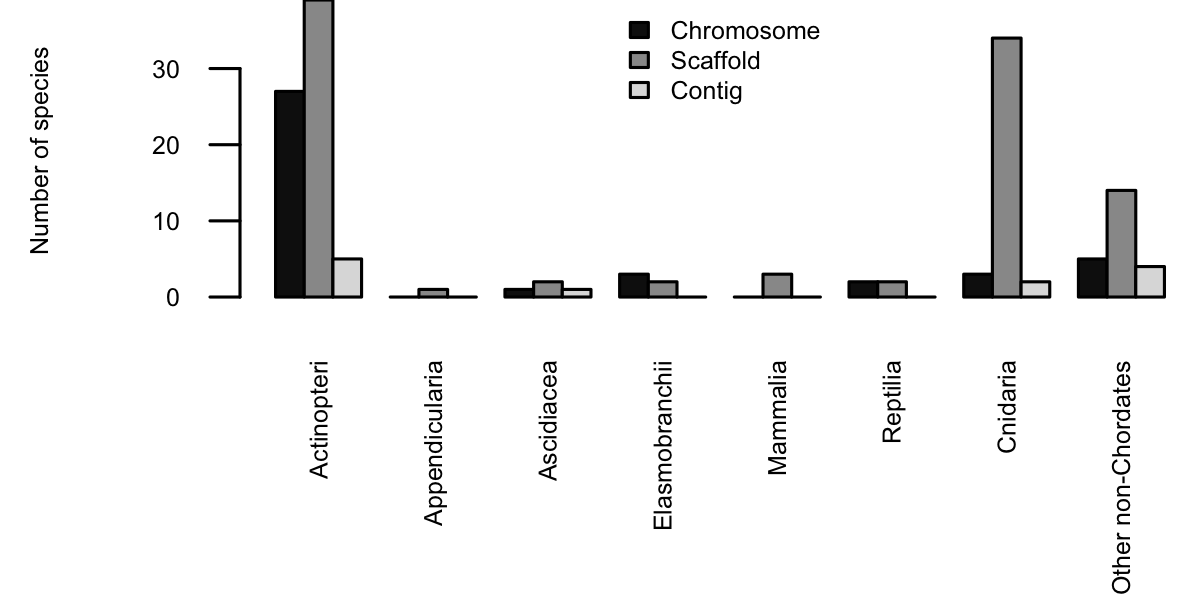 Number of species
30
20
10
0
Chromosome
Scaffold
Contig
Actinopteri
Appendicularia
Ascidiacea
Elasmobranchii
Mammalia
Reptilia
Cnidaria
Other non-Chordates